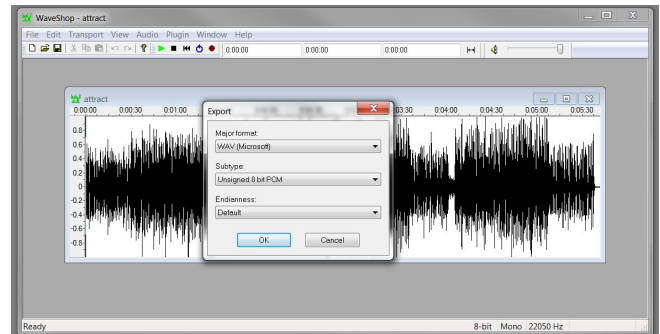 WaveShop - attract
File Edit Transport View Audio Plugin Window Help
0:00:00 0:00:00 0:00:00
attract
0:00:00 0:00:30 0:01:00 03:30 0:04:00 0:04:30 0:05:00 0:05:30
Export
Major format:
WAV (Microsoft)
Subtype:
Unsigned 8 bit PCM
Endianness:
Default
OK Cancel
0.8
0.6
0.4
0.2
0
-0.2
-0.4
-0.6
-0.8
Ready 8-bit Mono 22050 Hz